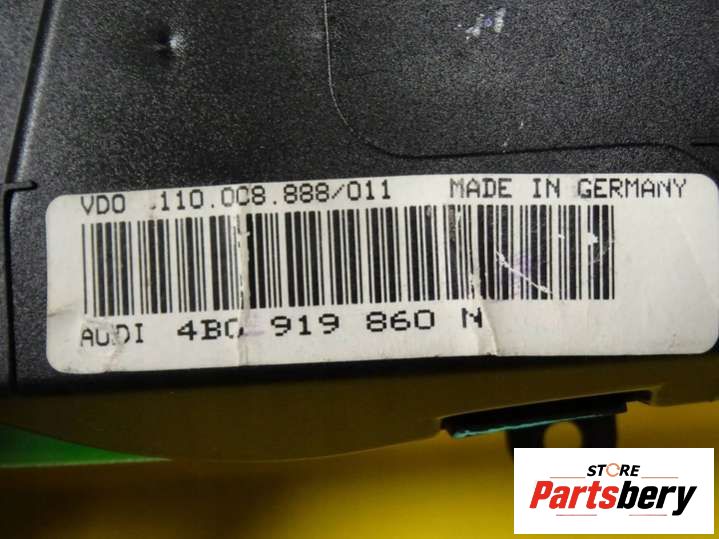 VDO 110.008.888/011 MADE IN GERMANY
AUDI 4B0 919 860 N
STORE
Partsbery